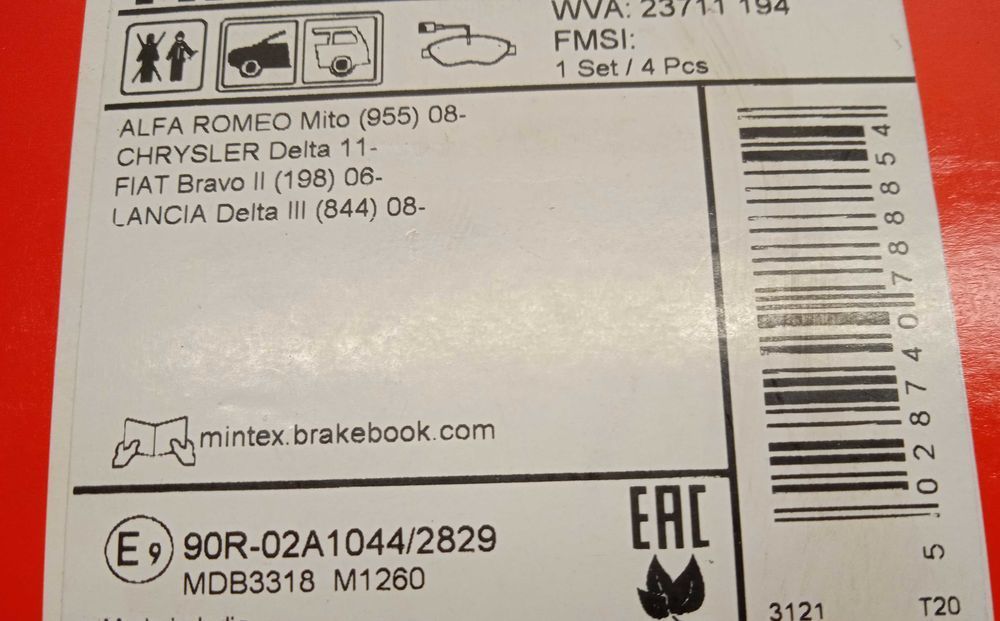 WVA: 23711 194
FMSI:
1 Set / 4 Pcs
ALFA ROMEO Mito (955) 08-
CHRYSLER Delta 11-
FIAT Bravo II (198) 06-
LANCIA Delta III (844) 08-
mintex.brakebook.com
5 028740 788854
E9 90R-02A1044/2829
MDB3318 M1260
EAC
3121 T20